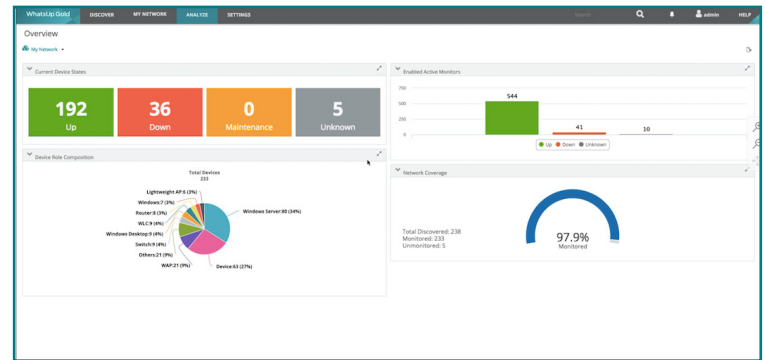 WhatsUp Gold DISCOVER MY NETWORK ANALYZE SETTINGS Search admin HELP
Overview
My Network
Current Device States
192
Up
36
Down
0
Maintenance
5
Unknown
Enabled Active Monitors
750
500
250
0
544
41
10
Up Down Unknown
Device Role Composition
Total Devices
233
Lightweight AP:6 (3%)
Windows:7 (3%)
Router:8 (3%)
WLC:9 (4%)
Windows Desktop:9 (4%)
Switch:9 (4%)
Others:21 (9%)
WAP:21 (9%)
Device:63 (27%)
Windows Server:80 (34%)
Network Coverage
Total Discovered: 238
Monitored: 233
Unmonitored: 5
97.9%
Monitored